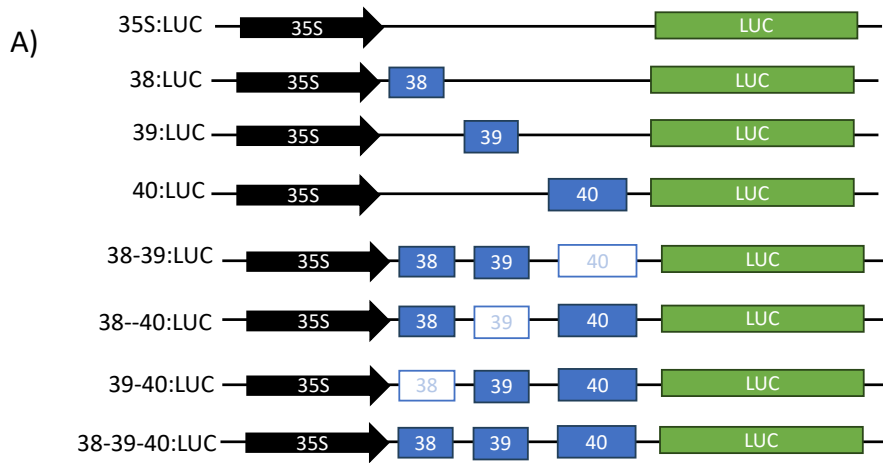 A)
35S:LUC 35S LUC
38:LUC 35S 38 LUC
39:LUC 35S 39 LUC
40:LUC 35S 40 LUC
38-39:LUC 35S 38 39 40 LUC
38--40:LUC 35S 38 39 40 LUC
39-40:LUC 35S 38 39 40 LUC
38-39-40:LUC 35S 38 39 40 LUC